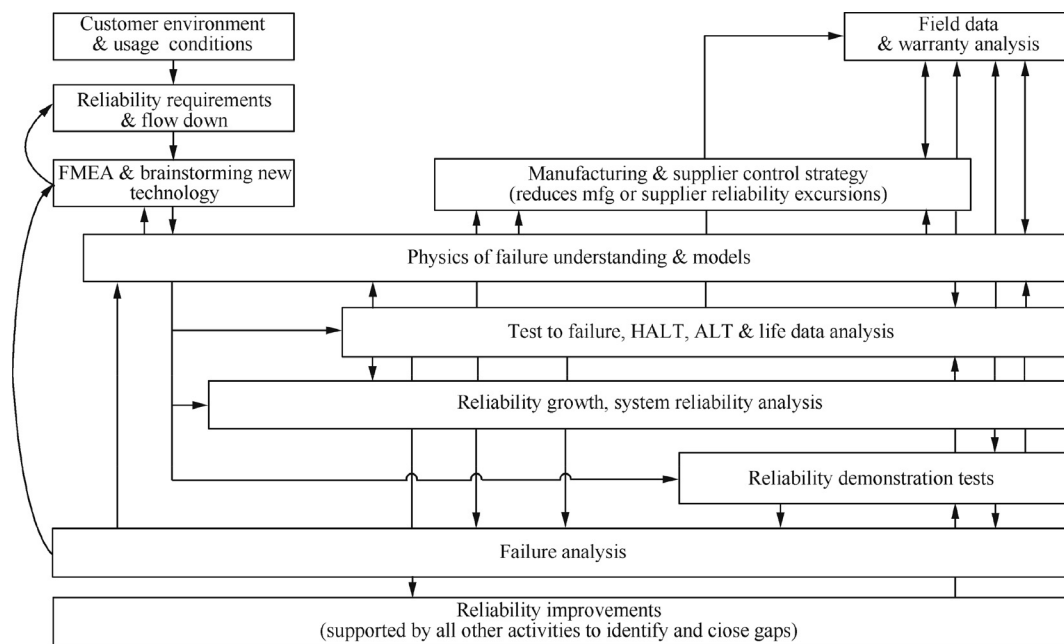 Customer environment
& usage conditions
Field data
& warranty analysis
Reliability requirements
& flow down
FMEA & brainstorming new
technology
Manufacturing & supplier control strategy
(reduces mfg or supplier reliability excursions)
Physics of failure understanding & models
Test to failure, HALT, ALT & life data analysis
Reliability growth, system reliability analysis
Reliability demonstration tests
Failure analysis
Reliability improvements
(supported by all other activities to identify and ciose gaps)